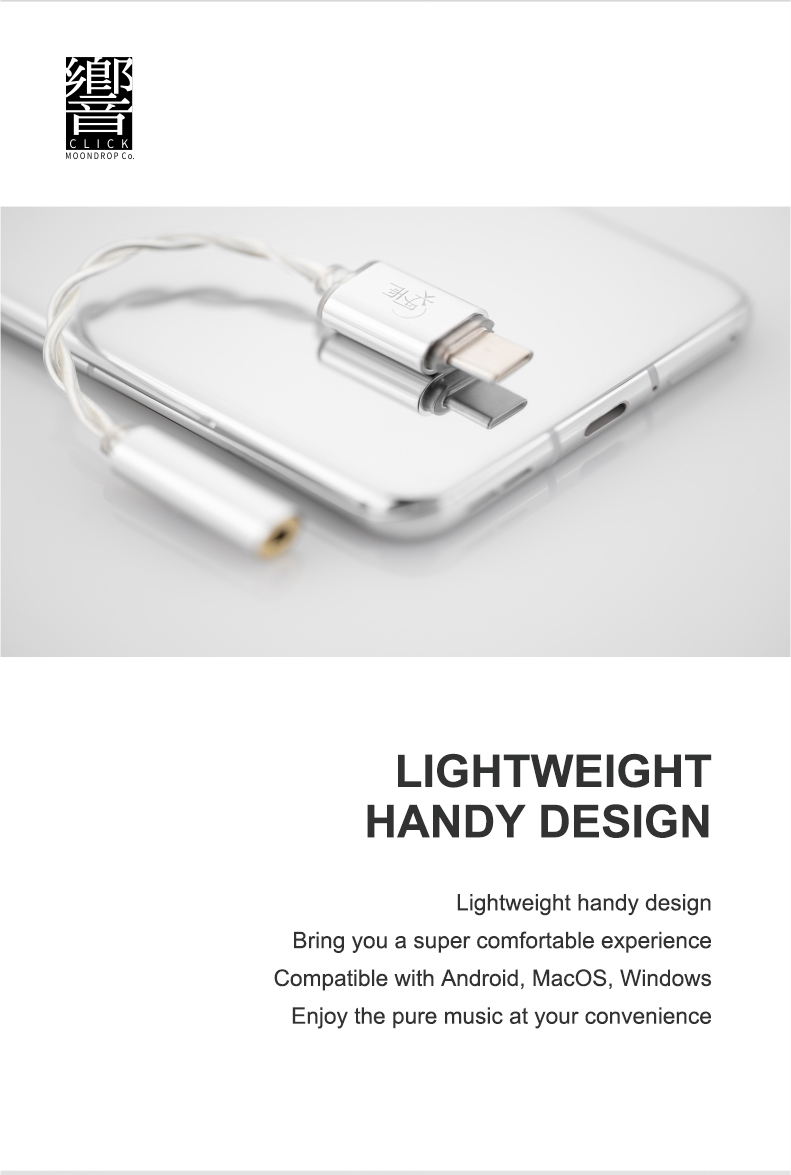 響
CLICK
MOONDROP Co.
LIGHTWEIGHT
HANDY DESIGN
Lightweight handy design
Bring you a super comfortable experience
Compatible with Android, MacOS, Windows
Enjoy the pure music at your convenience